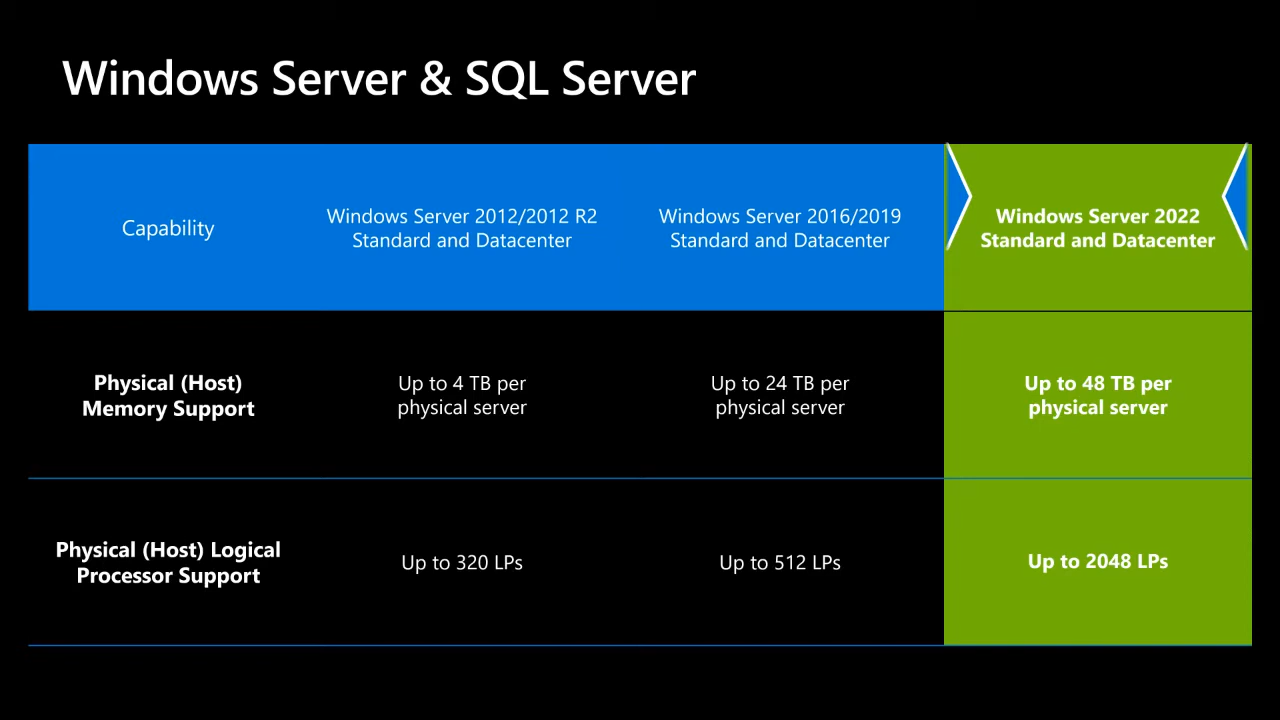 Windows Server & SQL Server
Capability
Windows Server 2012/2012 R2
Standard and Datacenter
Windows Server 2016/2019
Standard and Datacenter
Windows Server 2022
Standard and Datacenter
Physical (Host)
Memory Support
Up to 4 TB per
physical server
Up to 24 TB per
physical server
Up to 48 TB per
physical server
Physical (Host) Logical
Processor Support
Up to 320 LPs
Up to 512 LPs
Up to 2048 LPs